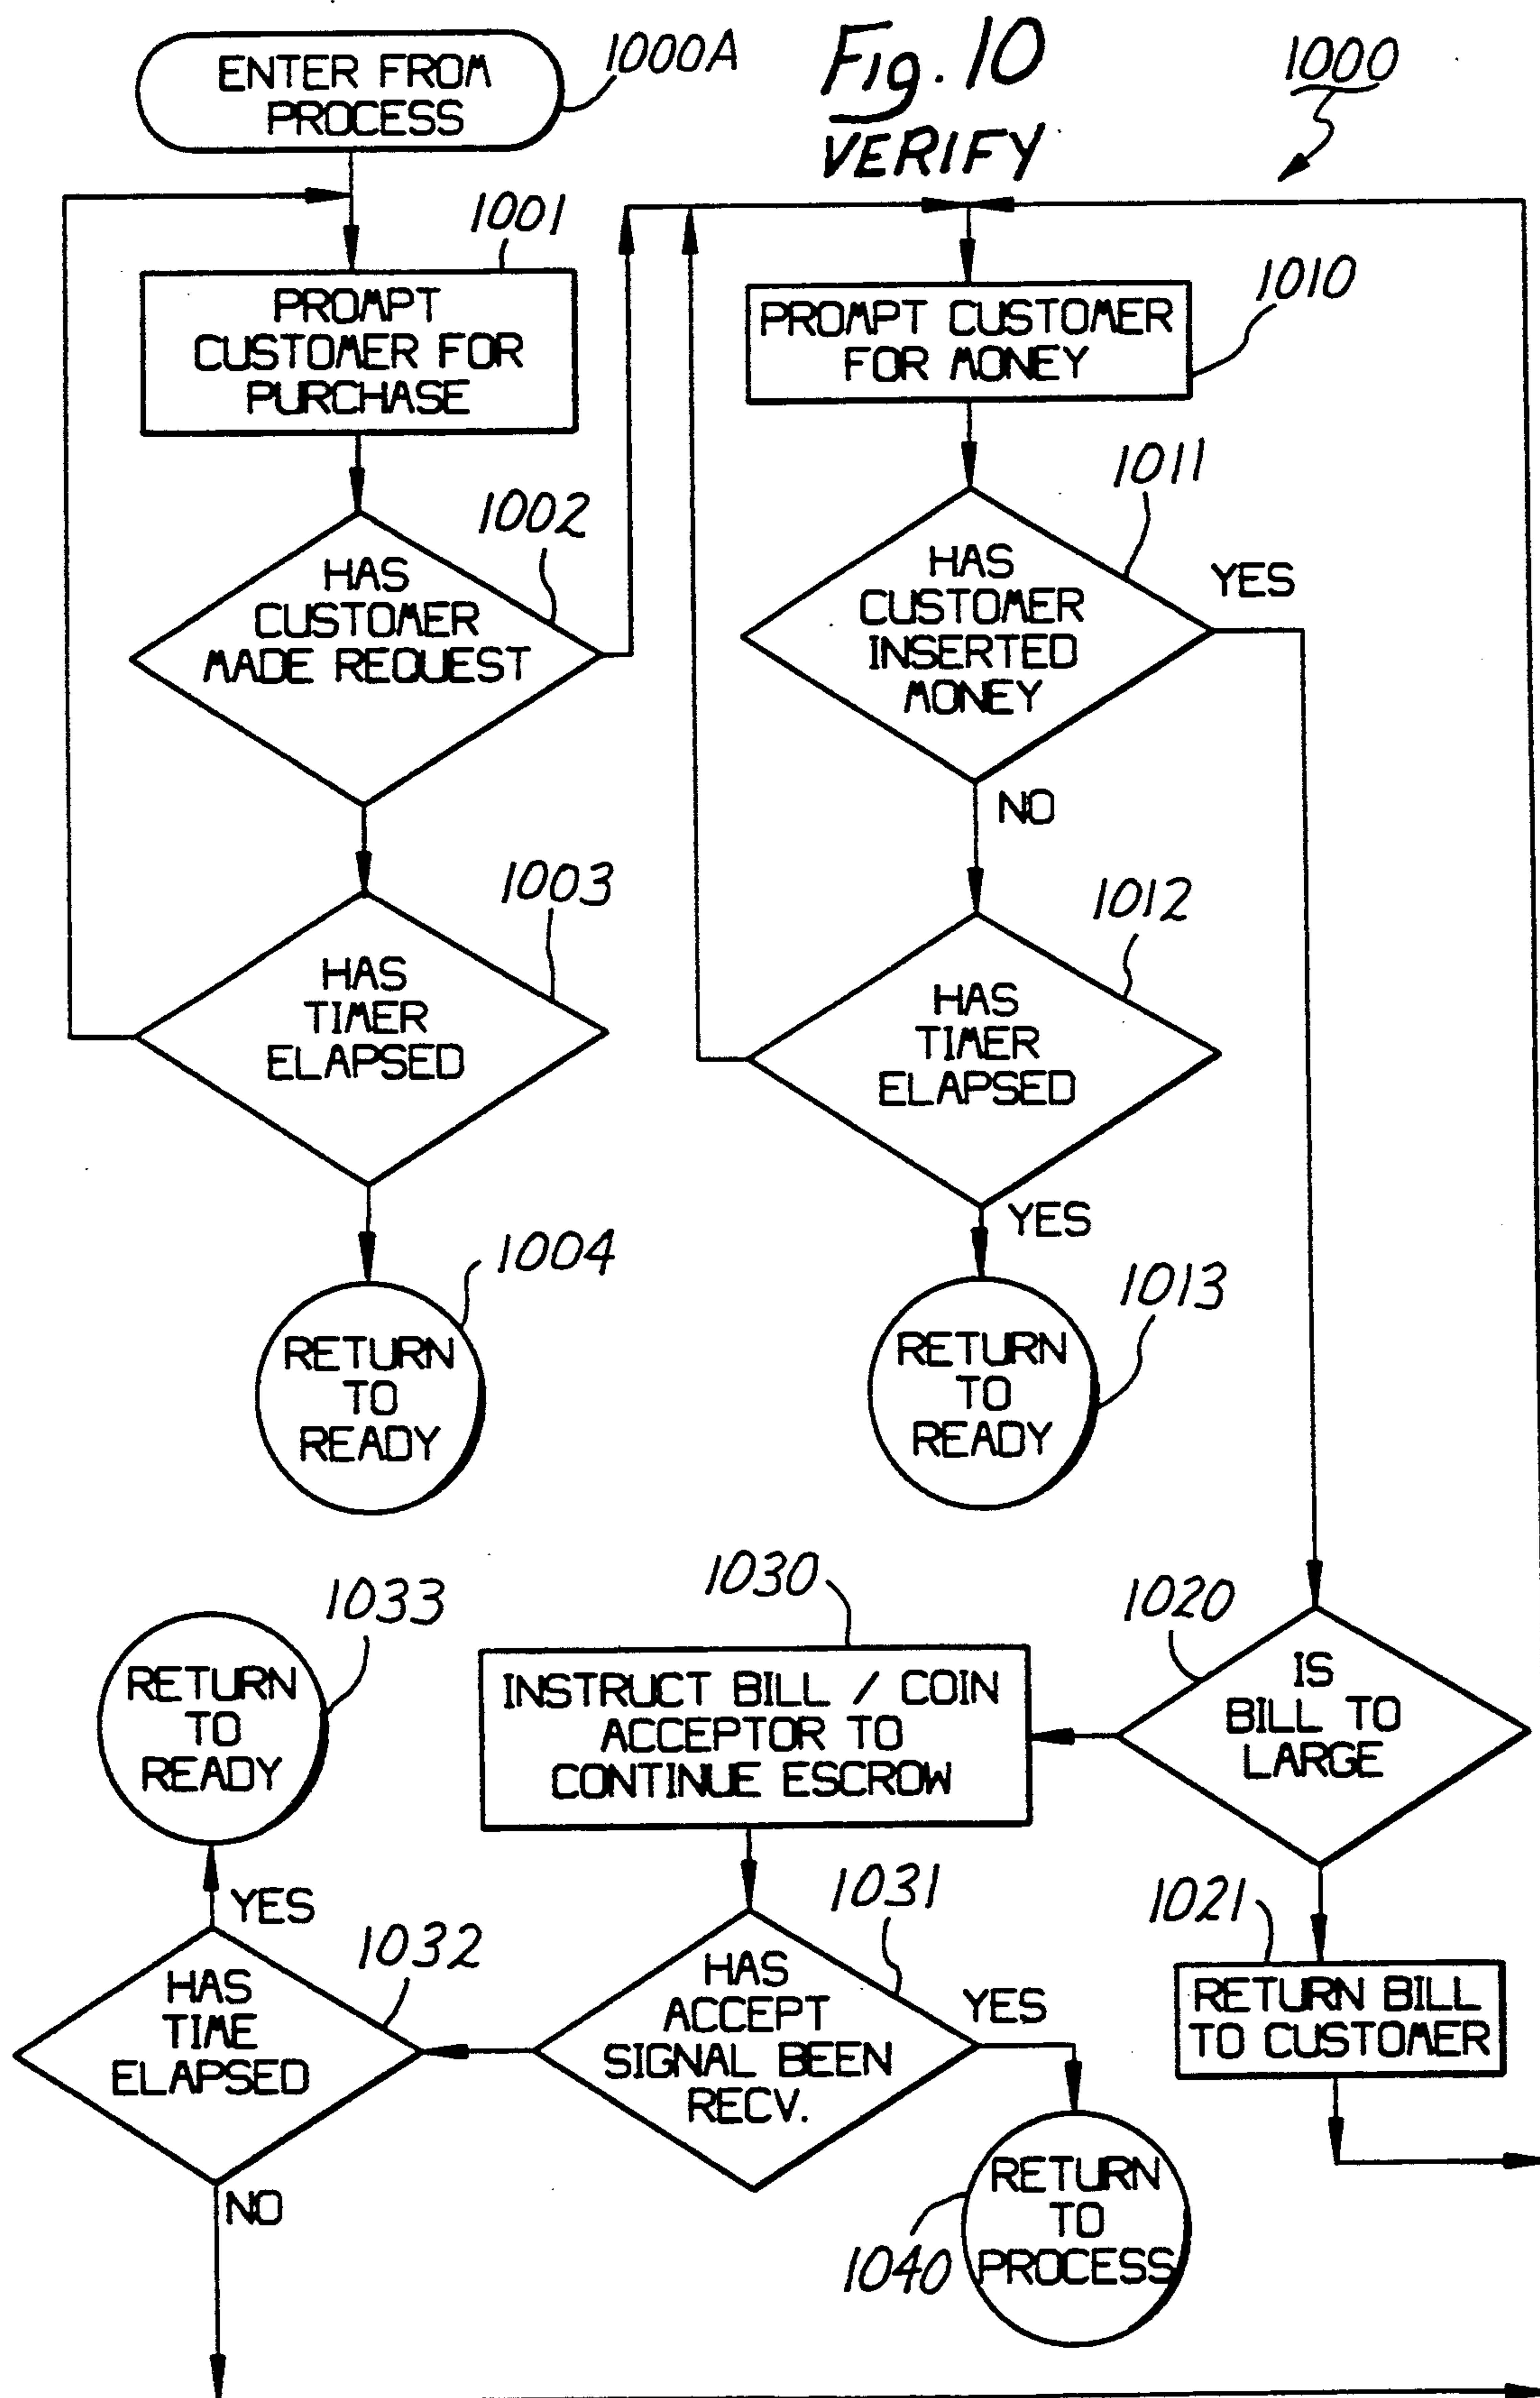 Fig. 10
VERIFY
1000
ENTER FROM
PROCESS
1000A
1001
PROMPT
CUSTOMER FOR
PURCHASE
1002
HAS
CUSTOMER
MADE REQUEST
1003
HAS
TIMER
ELAPSED
1004
RETURN
TO
READY
1010
PROMPT CUSTOMER
FOR MONEY
1011
HAS
CUSTOMER
INSERTED
MONEY
YES
NO
1012
HAS
TIMER
ELAPSED
YES
1013
RETURN
TO
READY
1020
IS
BILL TO
LARGE
1021
RETURN BILL
TO CUSTOMER
1030
INSTRUCT BILL / COIN
ACCEPTOR TO
CONTINUE ESCROW
1031
HAS
ACCEPT
SIGNAL BEEN
RECV.
YES
1040
RETURN
TO
PROCESS
1032
HAS
TIME
ELAPSED
YES
NO
1033
RETURN
TO
READY